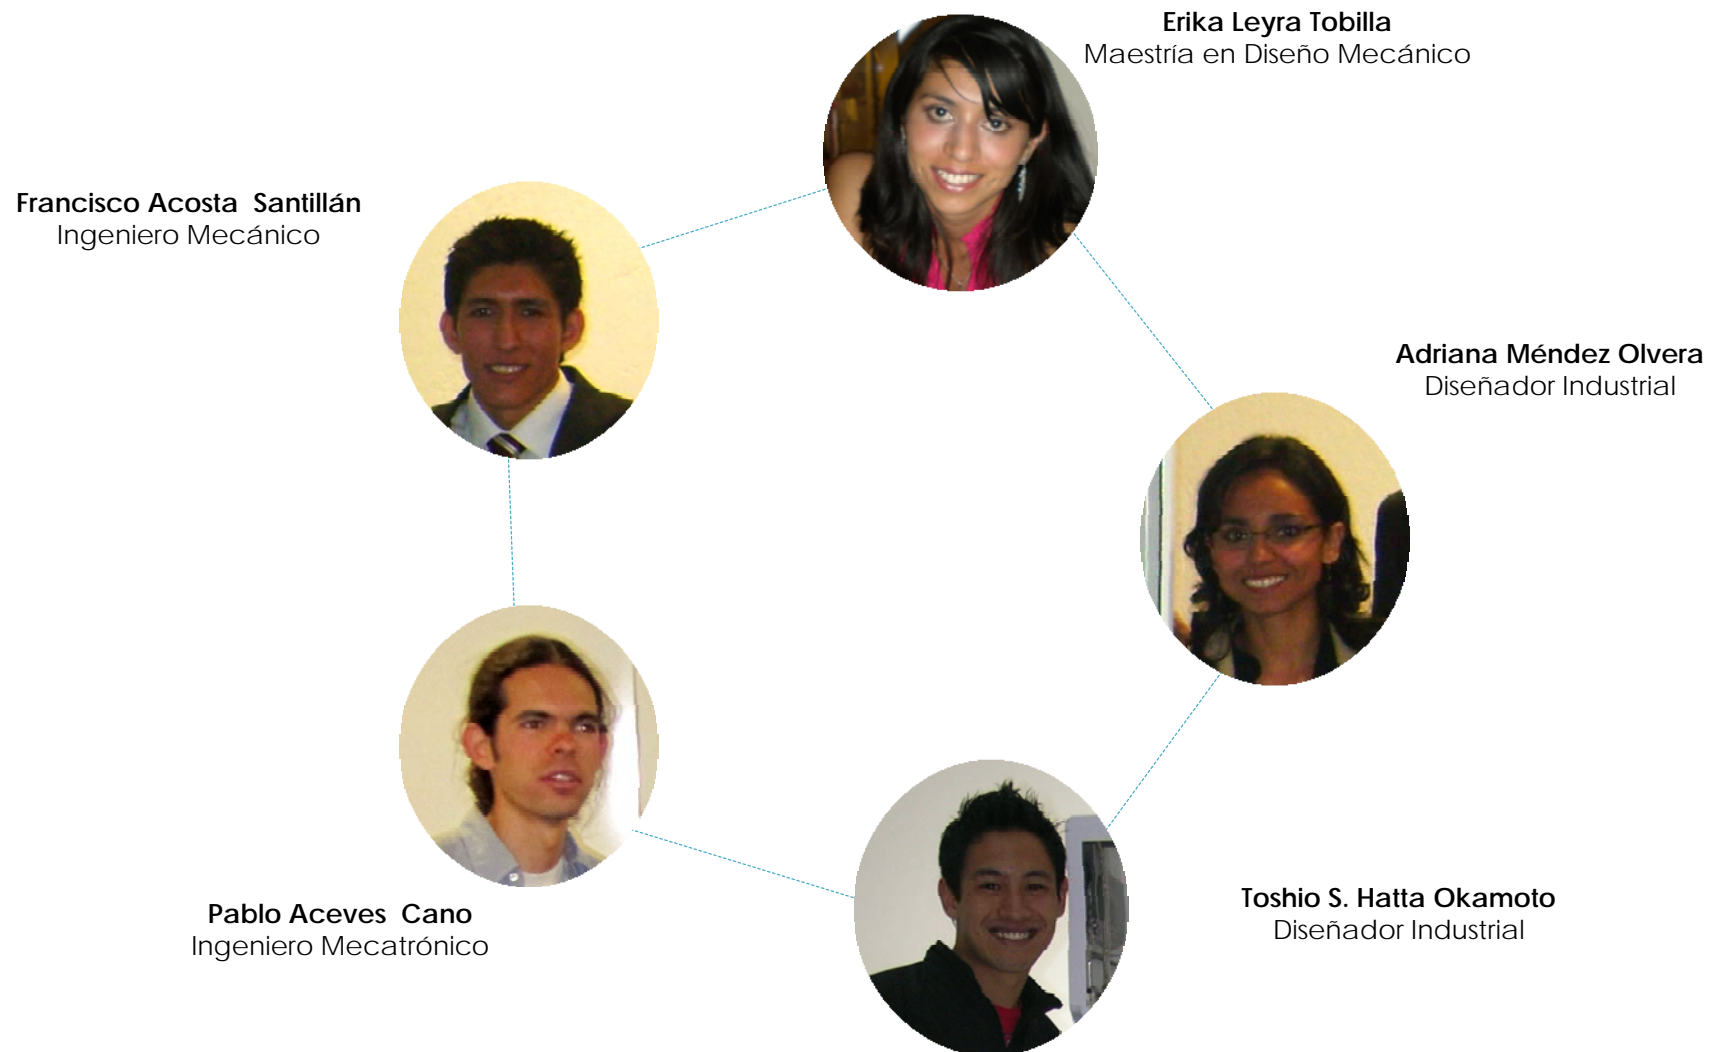 Erika Leyra Tobilla
Maestría en Diseño Mecánico
Francisco Acosta  Santillán
Ingeniero Mecánico
Adriana Méndez Olvera
Diseñador Industrial
Toshio S. Hatta Okamoto
Diseñador Industrial
Pablo Aceves  Cano
Ingeniero Mecatrónico